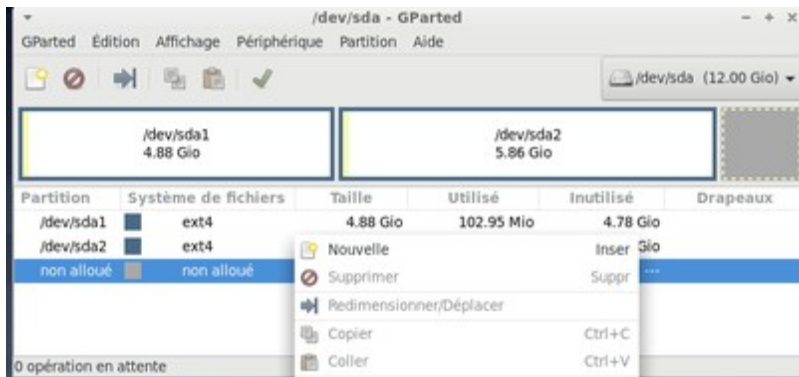 /dev/sda - GParted
GParted Édition Affichage Périphérique Partition Aide
/dev/sda (12.00 Gio)
/dev/sda1
4.88 Gio
/dev/sda2
5.86 Gio
Partition Système de fichiers Taille Utilisé Inutilisé Drapeaux
/dev/sda1 ext4 4.88 Gio 102.95 Mio 4.78 Gio
/dev/sda2 ext4 Gio
non alloué non alloué ---
Nouvelle Inser
Supprimer Suppr
Redimensionner/Déplacer
Copier Ctrl+C
Coller Ctrl+V
0 opération en attente